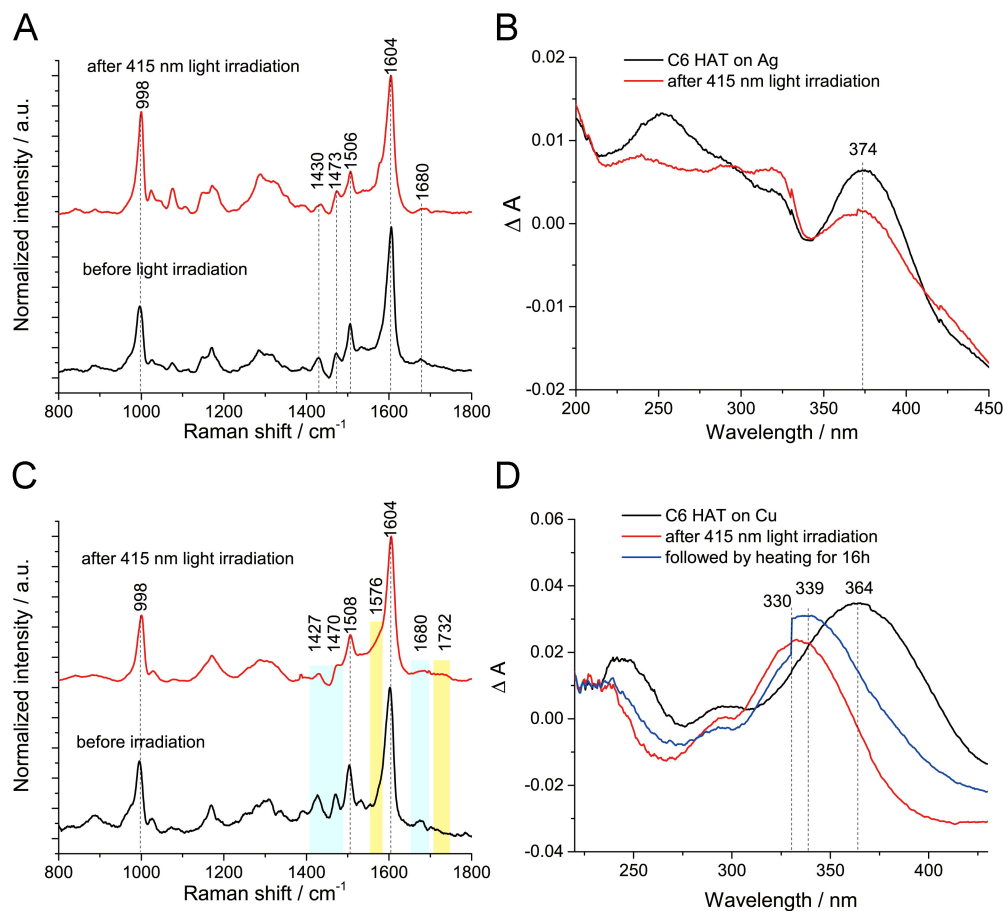 A
after 415 nm light irradiation
998
1430
1473
1506
1604
1680
before light irradiation
Normalized intensity / a.u.
800 1000 1200 1400 1600 1800
Raman shift / cm-1
B
C6 HAT on Ag
after 415 nm light irradiation
374
0.02
0.01
0.00
-0.01
-0.02
Δ A
200 250 300 350 400 450
Wavelength / nm
C
after 415 nm light irradiation
998
1427
1470
1508
1576
1604
1680
1732
before irradiation
Normalized intensity / a.u.
800 1000 1200 1400 1600 1800
Raman shift / cm-1
D
C6 HAT on Cu
after 415 nm light irradiation
followed by heating for 16h
330 339 364
0.06
0.04
0.02
0.00
-0.02
-0.04
Δ A
250 300 350 400
Wavelength / nm